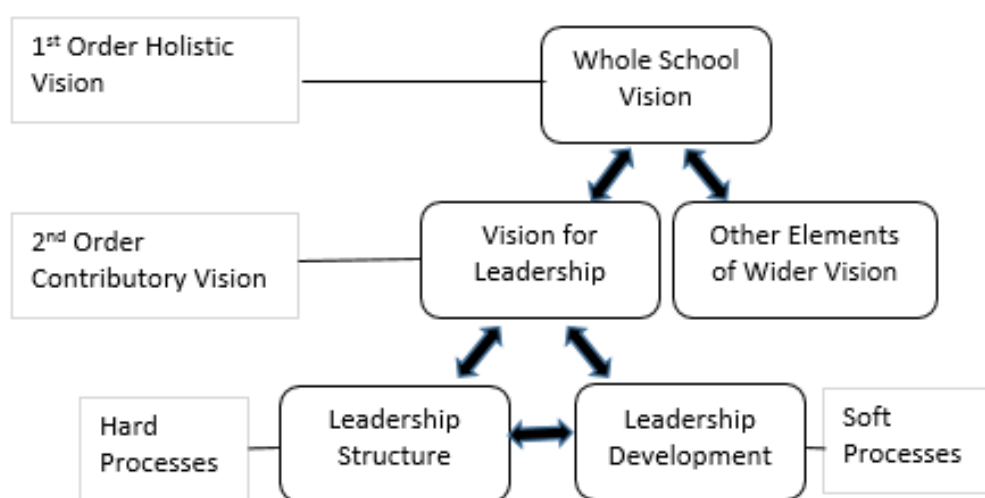 1st Order Holistic
Vision
Whole School
Vision
2nd Order
Contributory Vision
Vision for
Leadership
Other Elements
of Wider Vision
Hard
Processes
Leadership
Structure
Leadership
Development
Soft
Processes